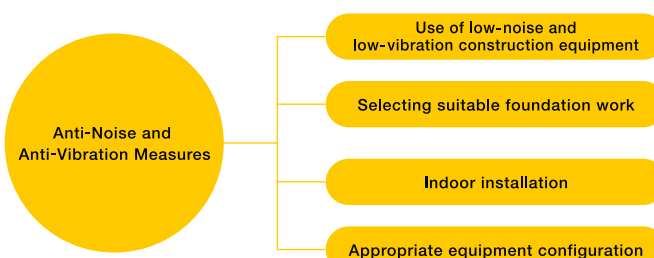 Anti-Noise and
Anti-Vibration Measures
Use of low-noise and
low-vibration construction equipment
Selecting suitable foundation work
Indoor installation
Appropriate equipment configuration